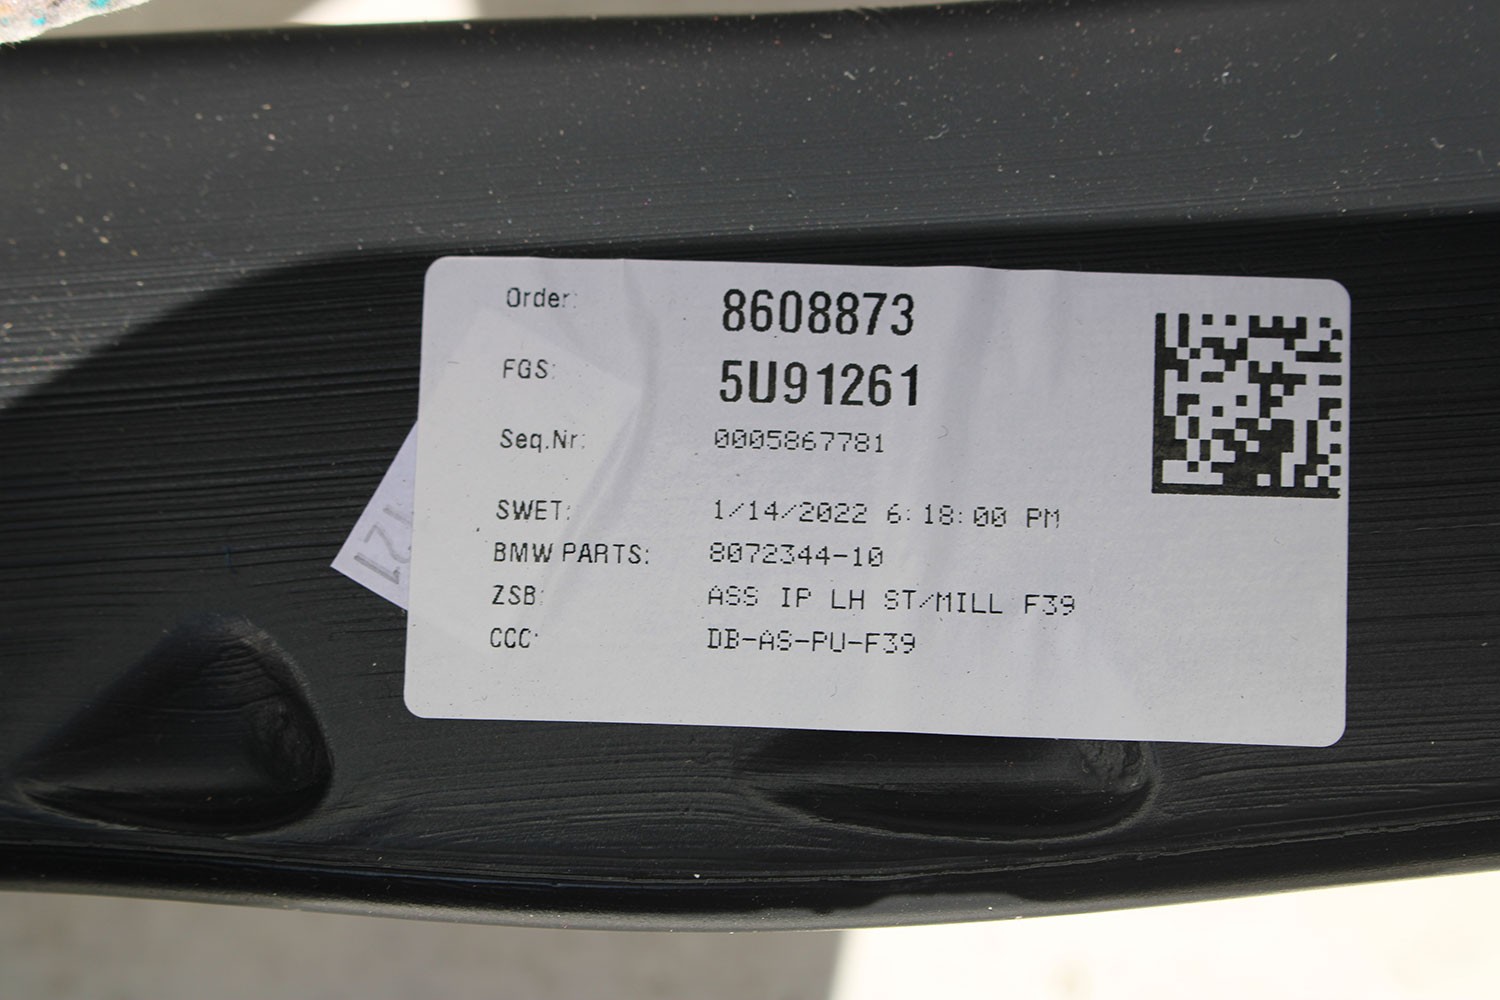 Order: 8608873
FGS: 5U91261
Seq.Nr: 0005867781
SWET: 1/14/2022 6:18:00 PM
BMW PARTS: 8072344-10
ZSB: ASS IP LH ST/MILL F39
CCC: DB-AS-PU-F39
121